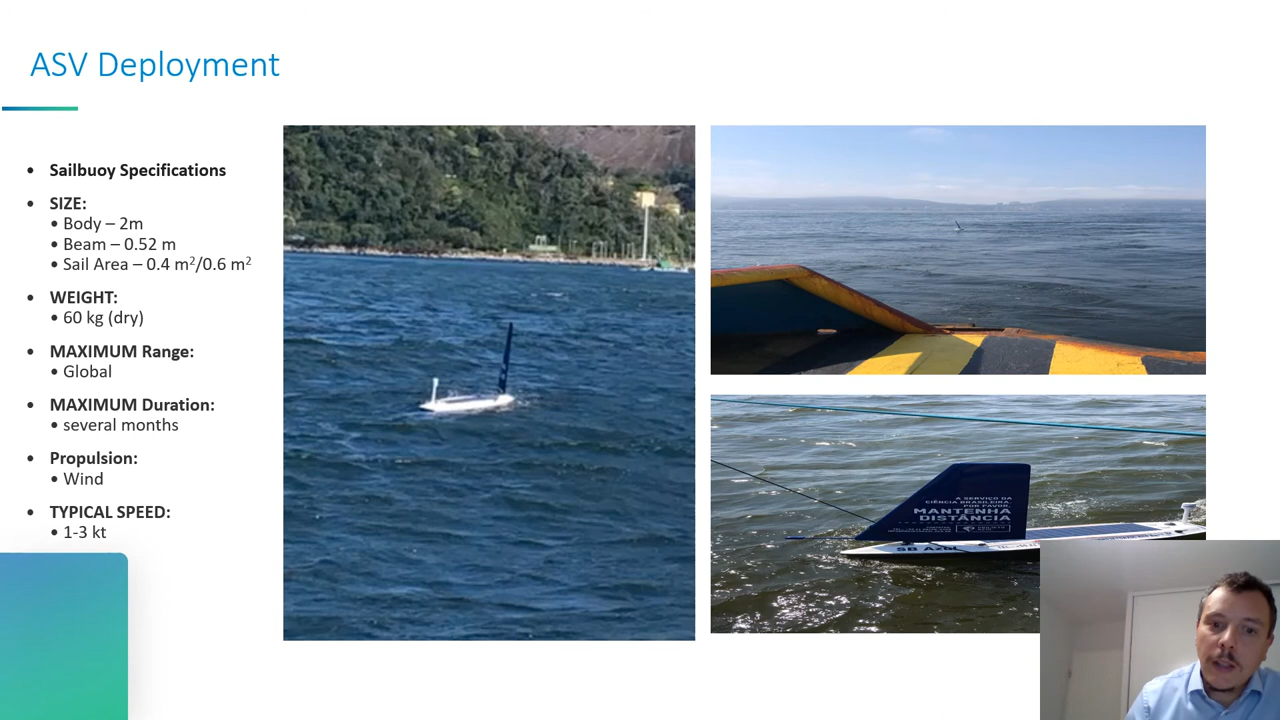 ASV Deployment
• Sailbuoy Specifications
• SIZE:
• Body – 2m
• Beam – 0.52 m
• Sail Area – 0.4 m²/0.6 m²
• WEIGHT:
• 60 kg (dry)
• MAXIMUM Range:
• Global
• MAXIMUM Duration:
• several months
• Propulsion:
• Wind
• TYPICAL SPEED:
• 1-3 kt
A SERVIÇO DA
CIÊNCIA BRASILEIRA.
POR FAVOR,
MANTENHA
DISTÂNCIA
SB Azul